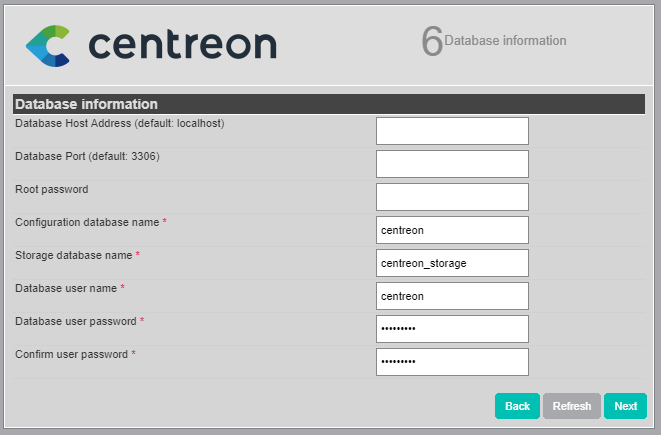 centreon
6 Database information
Database information
Database Host Address (default: localhost)
Database Port (default: 3306)
Root password
Configuration database name * centreon
Storage database name * centreon_storage
Database user name * centreon
Database user password * •••••••••
Confirm user password * •••••••••
Back Refresh Next